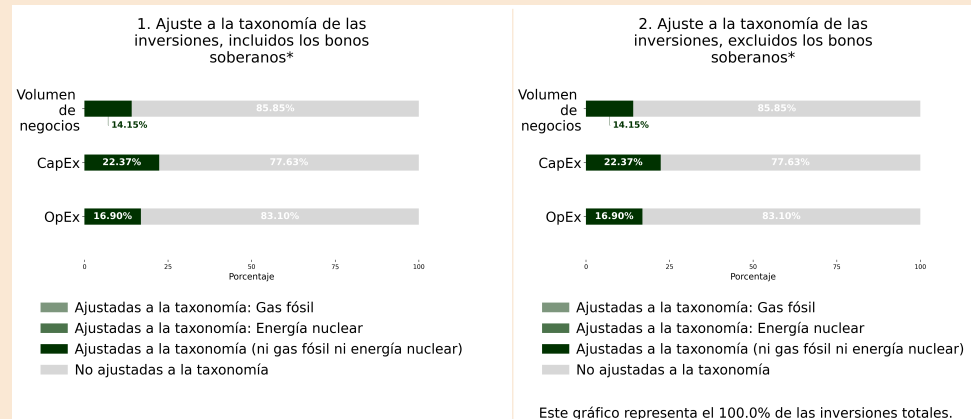 1. Ajuste a la taxonomía de las
inversiones, incluidos los bonos
soberanos*
Volumen
de
negocios
85.85%
14.15%
CapEx
22.37%
77.63%
OpEx
16.90%
83.10%
0
25
50
75
100
Porcentaje
Ajustadas a la taxonomía: Gas fósil
Ajustadas a la taxonomía: Energía nuclear
Ajustadas a la taxonomía (ni gas fósil ni energía nuclear)
No ajustadas a la taxonomía
2. Ajuste a la taxonomía de las
inversiones, excluidos los bonos
soberanos*
Volumen
de
negocios
85.85%
14.15%
CapEx
22.37%
77.63%
OpEx
16.90%
83.10%
0
25
50
75
100
Porcentaje
Ajustadas a la taxonomía: Gas fósil
Ajustadas a la taxonomía: Energía nuclear
Ajustadas a la taxonomía (ni gas fósil ni energía nuclear)
No ajustadas a la taxonomía
Este gráfico representa el 100.0% de las inversiones totales.